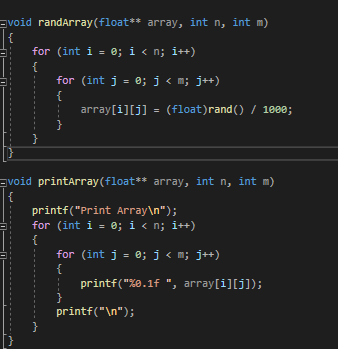 void randArray(float** array, int n, int m)
{
    for (int i = 0; i < n; i++)
    {
        for (int j = 0; j < m; j++)
        {
            array[i][j] = (float)rand() / 1000;
        }
    }
}
void printArray(float** array, int n, int m)
{
    printf("Print Array\n");
    for (int i = 0; i < n; i++)
    {
        for (int j = 0; j < m; j++)
        {
            printf("%0.1f ", array[i][j]);
        }
        printf("\n");
    }
}